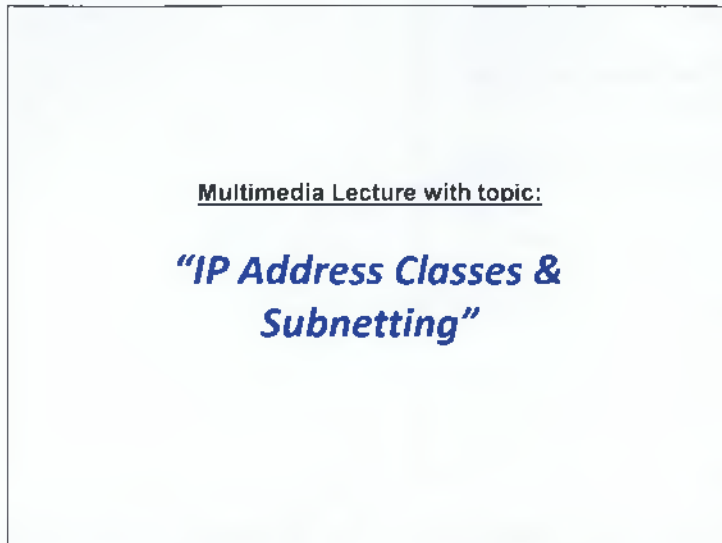 Multimedia Lecture with topic:
“IP Address Classes &
Subnetting”